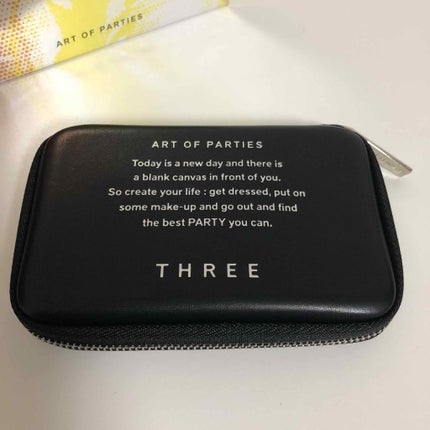 ART OF PARTIES
ART OF PARTIES
Today is a new day and there is
a blank canvas in front of you.
So create your life : get dressed, put on
some make-up and go out and find
the best PARTY you can.
THREE